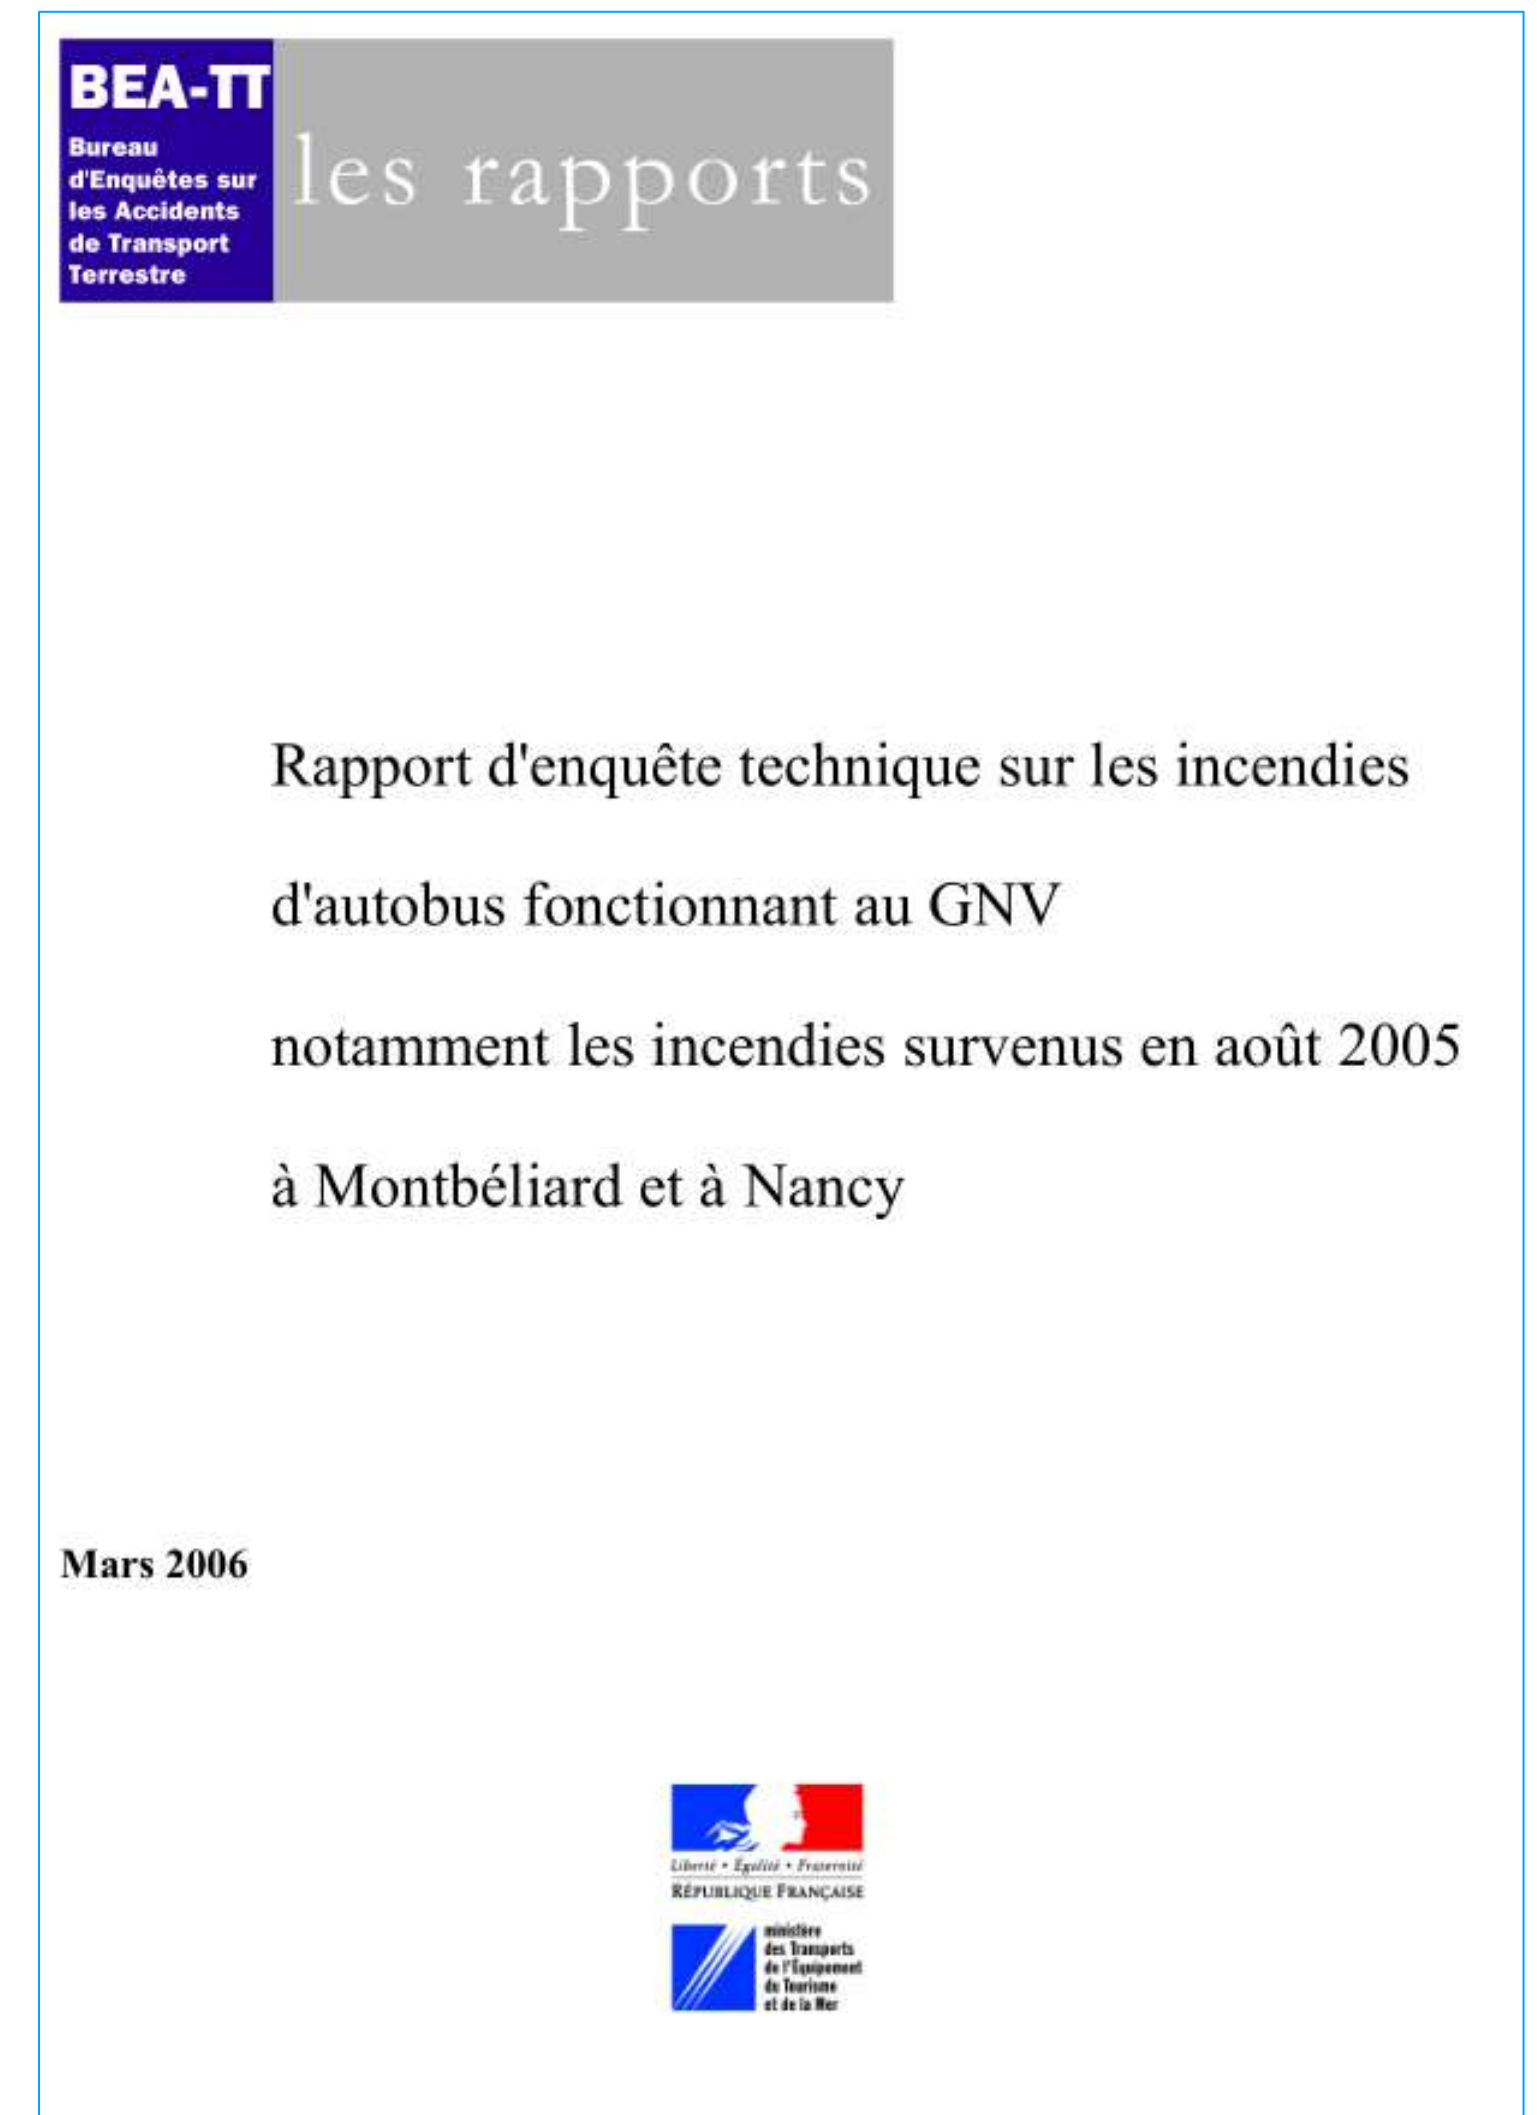 BEA-TT
Bureau
d'Enquêtes sur
les Accidents
de Transport
Terrestre
les rapports
Rapport d'enquête technique sur les incendies
d'autobus fonctionnant au GNV
notamment les incendies survenus en août 2005
à Montbéliard et à Nancy
Mars 2006
Liberté • Égalité • Fraternité
RÉPUBLIQUE FRANÇAISE
ministère
des Transports
de l'Équipement
du Tourisme
et de la Mer